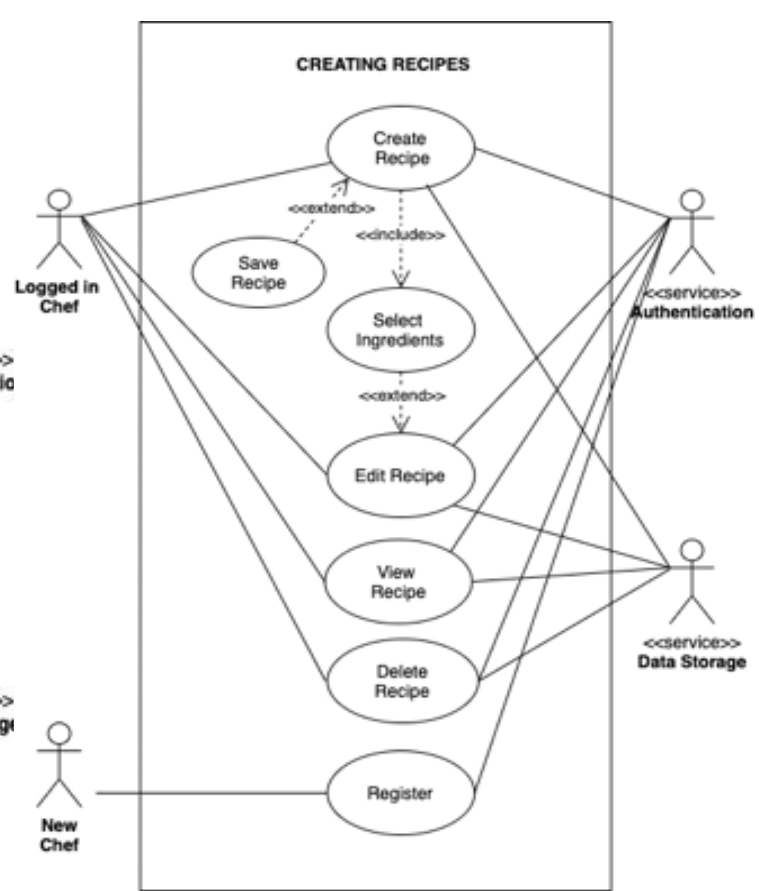 CREATING RECIPES
Create
Recipe
<<extend>>
<<include>>
Save
Recipe
Logged in
Chef
<<service>>
Authentication
Select
Ingredients
>>
io
<<extend>>
Edit Recipe
View
Recipe
<<service>>
Data Storage
Delete
Recipe
>>
Register
New
Chef